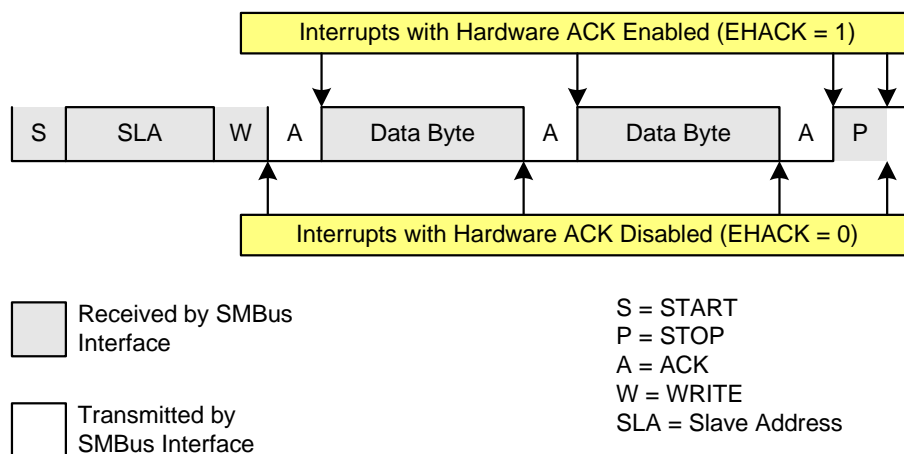 Interrupts with Hardware ACK Enabled (EHACK = 1)
S SLA W A Data Byte A Data Byte A P
Interrupts with Hardware ACK Disabled (EHACK = 0)
Received by SMBus
Interface
Transmitted by
SMBus Interface
S = START
P = STOP
A = ACK
W = WRITE
SLA = Slave Address